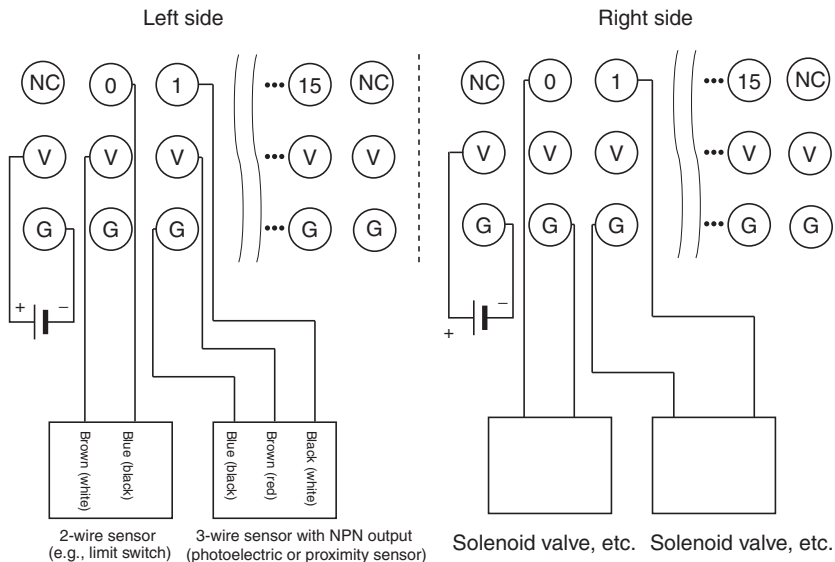 Left side
Right side
NC 0 1 ••• 15 NC
V V V ••• V V
G G G ••• G G
+ −
Brown (white)
Blue (black)
Blue (black)
Brown (red)
Black (white)
2-wire sensor
(e.g., limit switch)
3-wire sensor with NPN output
(photoelectric or proximity sensor)
NC 0 1 ••• 15 NC
V V V ••• V V
G G G ••• G G
+ −
Solenoid valve, etc.
Solenoid valve, etc.